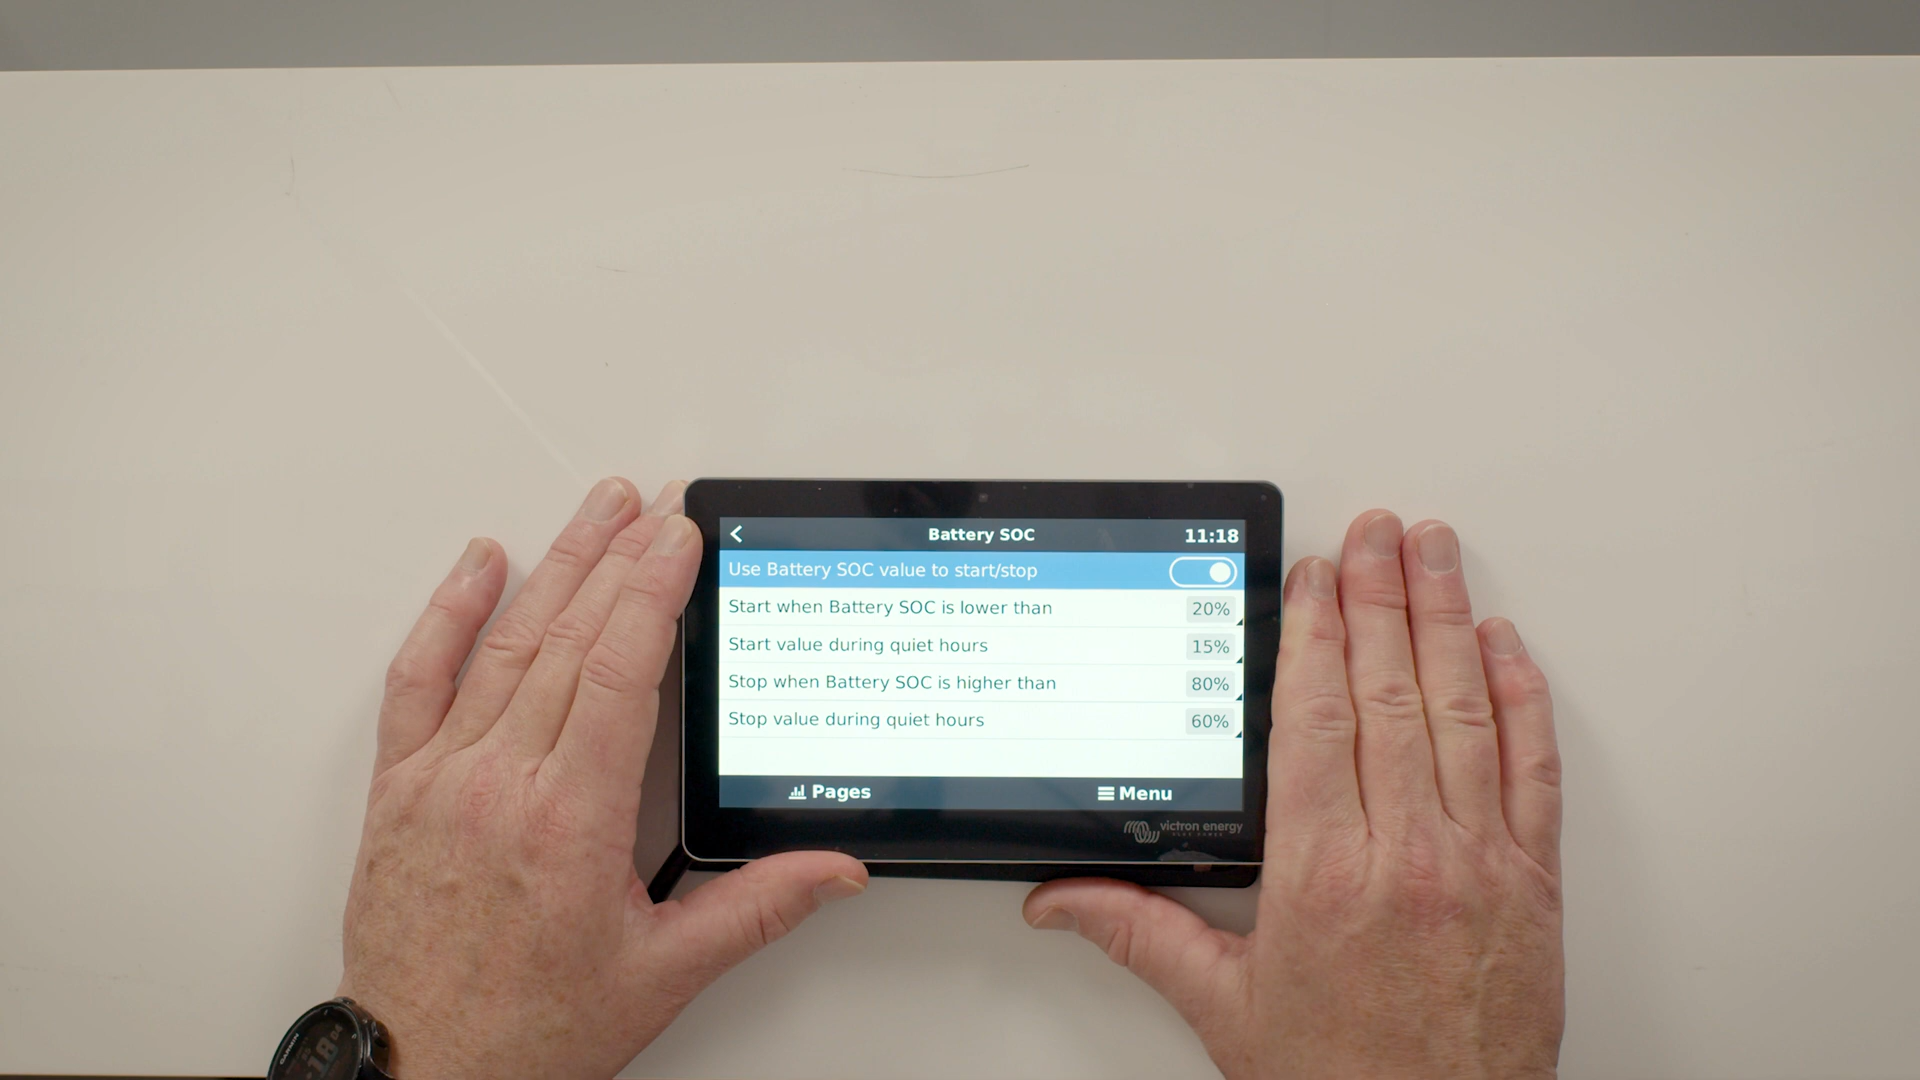 Battery SOC
11:18
Use Battery SOC value to start/stop
Start when Battery SOC is lower than
20%
Start value during quiet hours
15%
Stop when Battery SOC is higher than
80%
Stop value during quiet hours
60%
Pages
Menu
victron energy
GARMIN